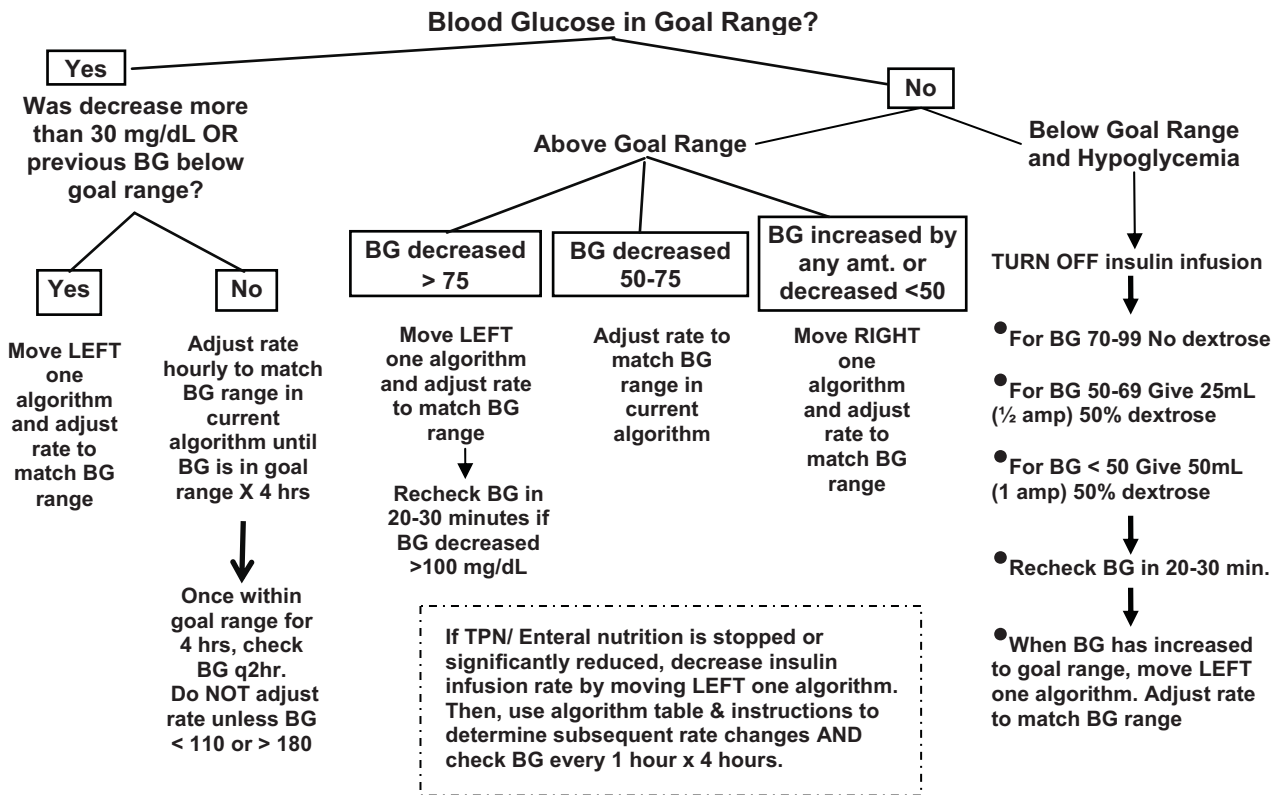 Blood Glucose in Goal Range?
Yes
Was decrease more
than 30 mg/dL OR
previous BG below
goal range?
Yes
Move LEFT
one
algorithm
and adjust
rate to
match BG
range
No
Adjust rate
hourly to match
BG range in
current
algorithm until
BG is in goal
range X 4 hrs
Once within
goal range for
4 hrs, check
BG q2hr.
Do NOT adjust
rate unless BG
< 110 or > 180
No
Above Goal Range
BG decreased
> 75
Move LEFT
one algorithm
and adjust rate
to match BG
range
Recheck BG in
20-30 minutes if
BG decreased
>100 mg/dL
BG decreased
50-75
Adjust rate to
match BG
range in
current
algorithm
BG increased by
any amt. or
decreased <50
Move RIGHT
one
algorithm
and adjust
rate to
match BG
range
Below Goal Range
and Hypoglycemia
TURN OFF insulin infusion
•For BG 70-99 No dextrose
•For BG 50-69 Give 25mL
(½ amp) 50% dextrose
•For BG < 50 Give 50mL
(1 amp) 50% dextrose
•Recheck BG in 20-30 min.
•When BG has increased
to goal range, move LEFT
one algorithm. Adjust rate
to match BG range
If TPN/ Enteral nutrition is stopped or
significantly reduced, decrease insulin
infusion rate by moving LEFT one algorithm.
Then, use algorithm table & instructions to
determine subsequent rate changes AND
check BG every 1 hour x 4 hours.